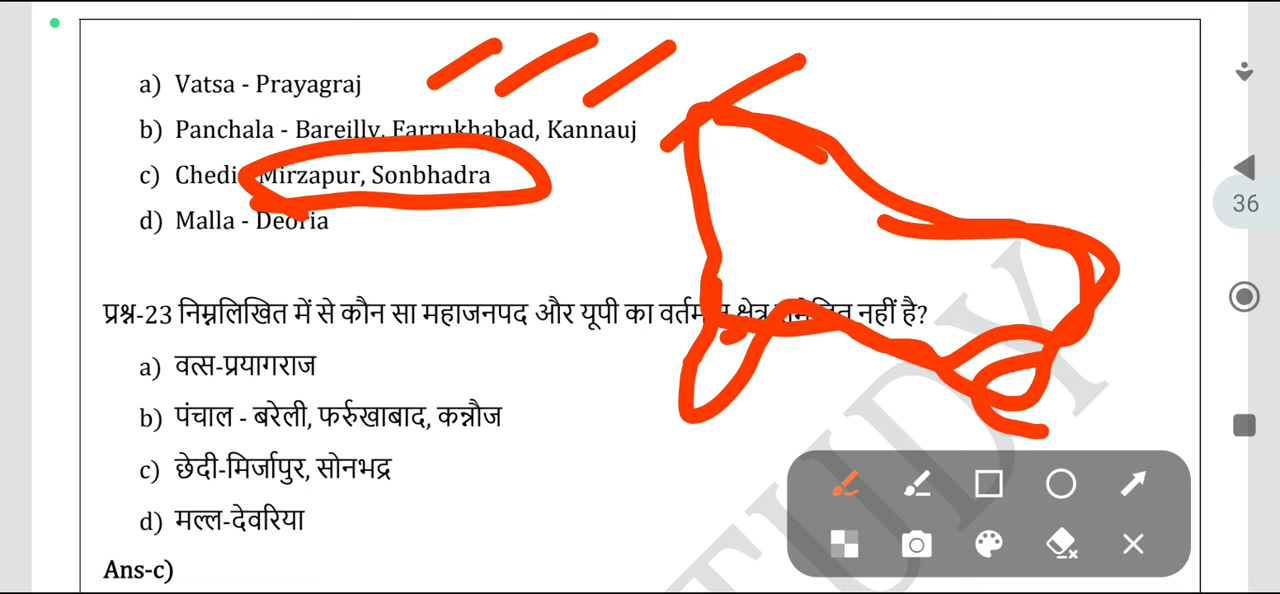 a) Vatsa - Prayagraj
b) Panchala - Bareilly, Farrukhabad, Kannauj
c) Chedi Mirzapur, Sonbhadra
d) Malla - Deoria
प्रश्न-23 निम्नलिखित में से कौन सा महाजनपद और यूपी का क्षेत्र नहीं है?
a) वत्स-प्रयागराज
b) पंचाल - बरेली, फर्रुखाबाद, कन्नौज
c) छेदी-मिर्जापुर, सोनभद्र
d) मल्ल-देवरिया
Ans-c)
36